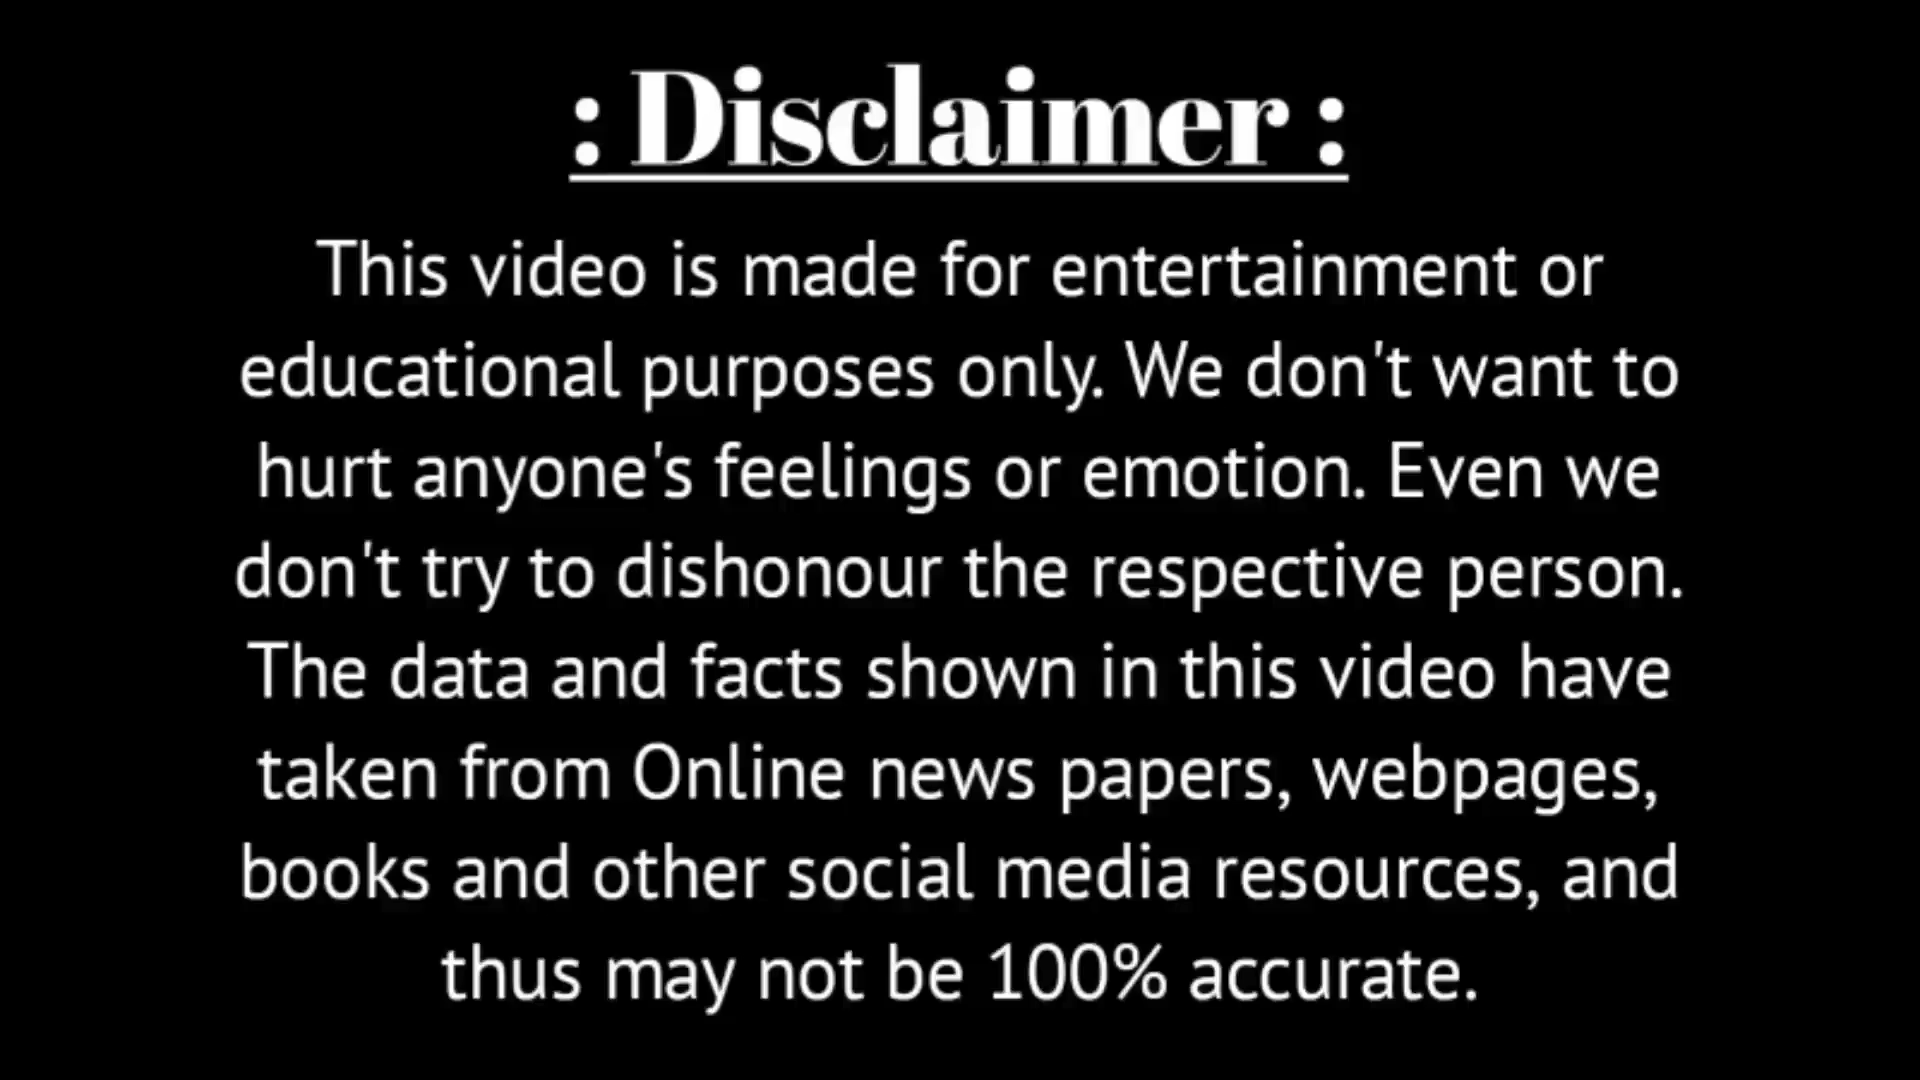 : Disclaimer :
This video is made for entertainment or
educational purposes only. We don't want to
hurt anyone's feelings or emotion. Even we
don't try to dishonour the respective person.
The data and facts shown in this video have
taken from Online news papers, webpages,
books and other social media resources, and
thus may not be 100% accurate.